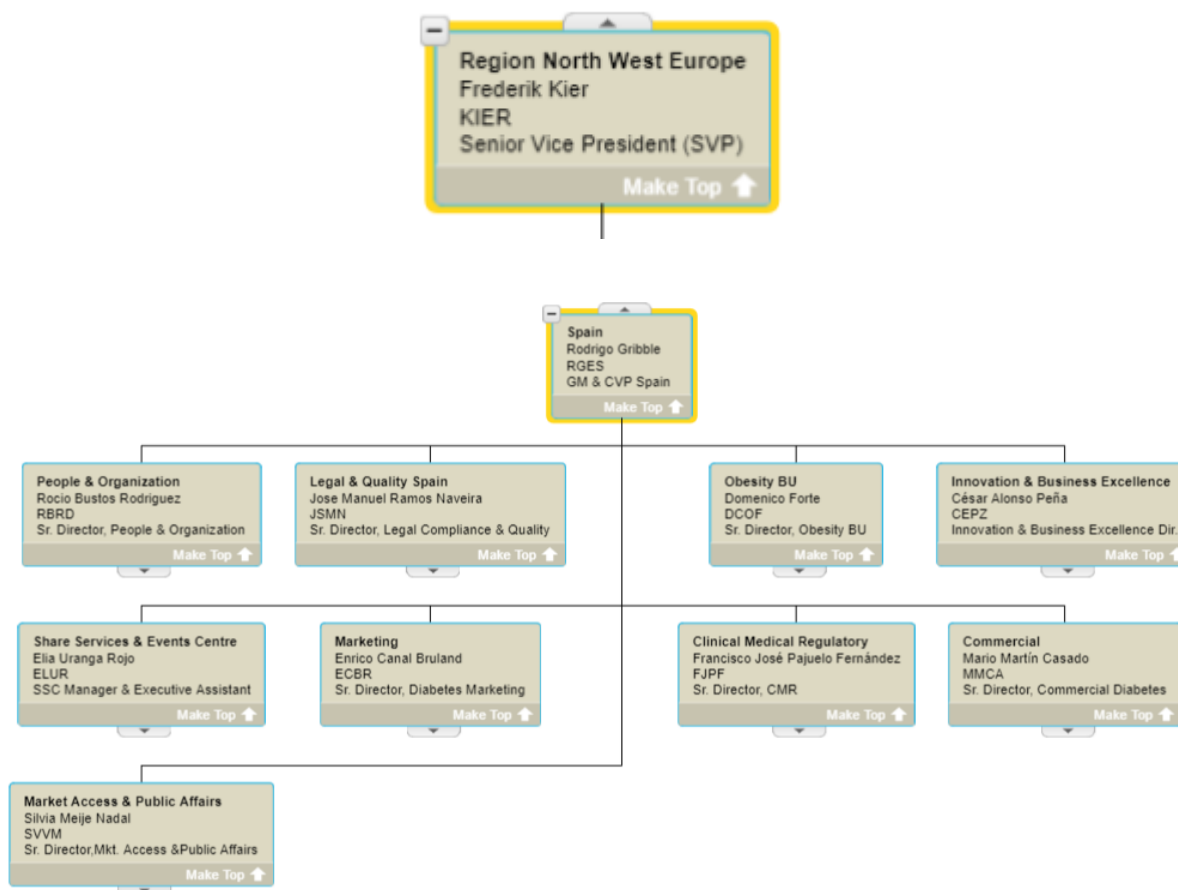 Region North West Europe
Frederik Kier
KIER
Senior Vice President (SVP)
Make Top
Spain
Rodrigo Gribble
RGES
GM & CVP Spain
Make Top
People & Organization
Rocio Bustos Rodriguez
RBRD
Sr. Director, People & Organization
Make Top
Legal & Quality Spain
Jose Manuel Ramos Naveira
JSMN
Sr. Director, Legal Compliance & Quality
Make Top
Obesity BU
Domenico Forte
DCOF
Sr. Director, Obesity BU
Make Top
Innovation & Business Excellence
César Alonso Peña
CEPZ
Innovation & Business Excellence Dir.
Make Top
Share Services & Events Centre
Elia Uranga Rojo
ELUR
SSC Manager & Executive Assistant
Make Top
Marketing
Enrico Canal Bruland
ECBR
Sr. Director, Diabetes Marketing
Make Top
Clinical Medical Regulatory
Francisco José Pajuelo Fernández
FJPF
Sr. Director, CMR
Make Top
Commercial
Mario Martín Casado
MMCA
Sr. Director, Commercial Diabetes
Make Top
Market Access & Public Affairs
Silvia Meije Nadal
SVVM
Sr. Director,Mkt. Access &Public Affairs
Make Top